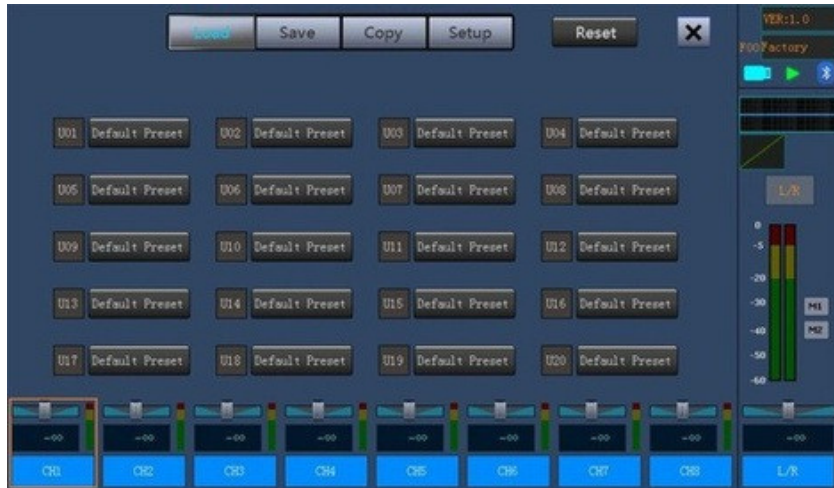 Load Save Copy Setup Reset X VER:1.0
F00Factory
U01 Default Preset U02 Default Preset U03 Default Preset U04 Default Preset
U05 Default Preset U06 Default Preset U07 Default Preset U08 Default Preset
L/R
U09 Default Preset U10 Default Preset U11 Default Preset U12 Default Preset
U13 Default Preset U14 Default Preset U15 Default Preset U16 Default Preset
U17 Default Preset U18 Default Preset U19 Default Preset U20 Default Preset
0
-5
-20
-30 M1
-40 M2
-50
-60
-∞ -∞ -∞ -∞ -∞ -∞ -∞ -∞ -∞
CH1 CH2 CH3 CH4 CH5 CH6 CH7 CH8 L/R